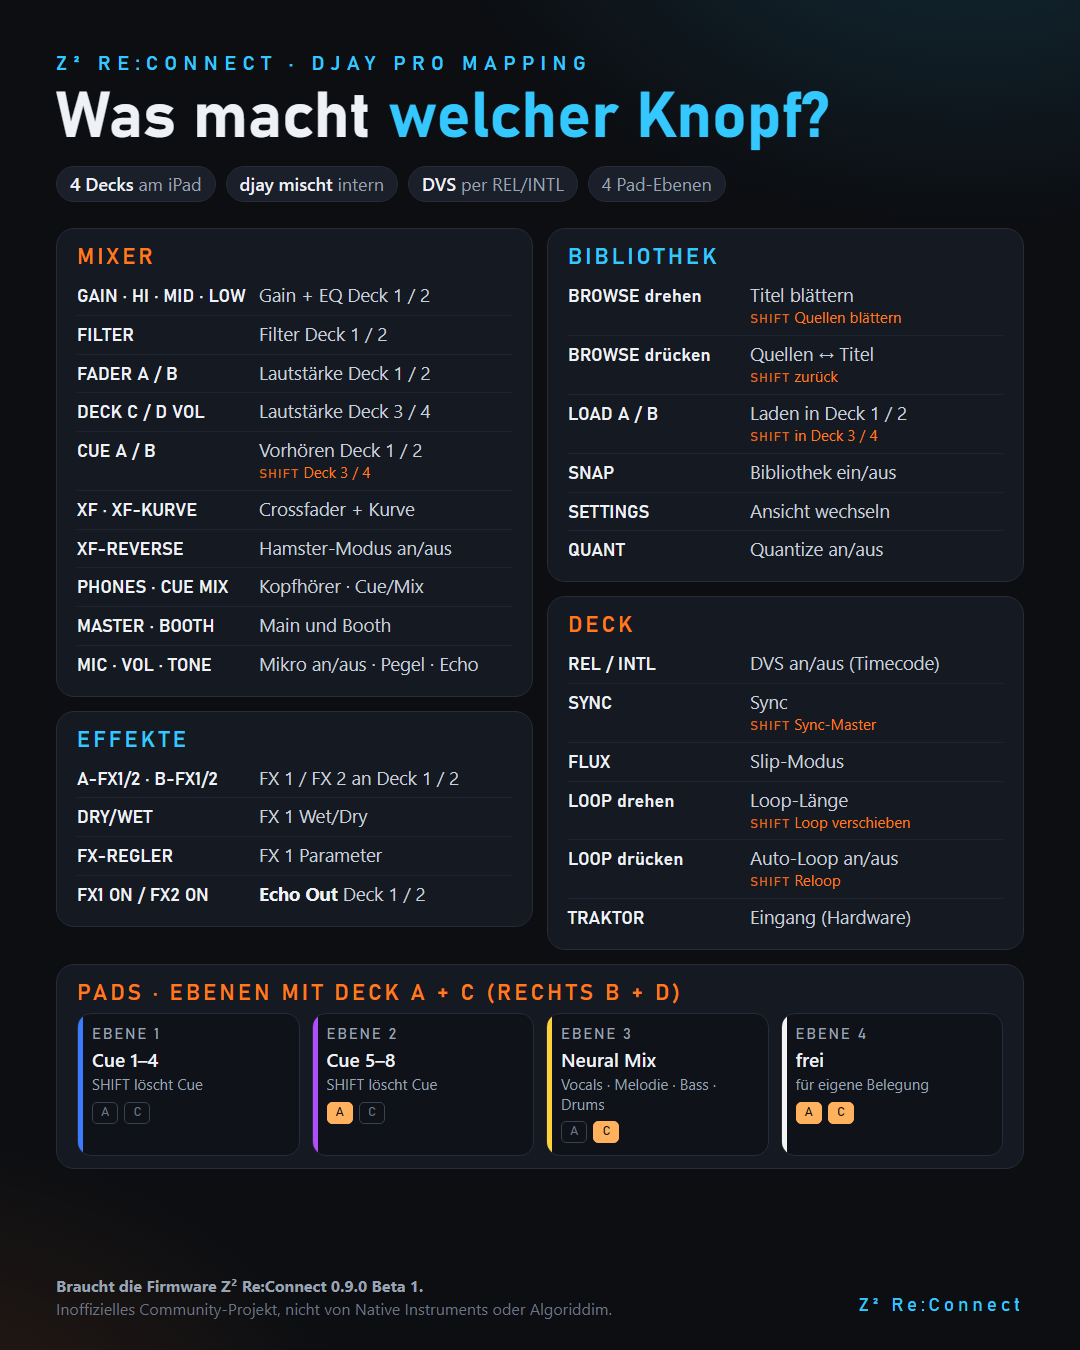 Z² RE:CONNECT · DJAY PRO MAPPING
Was macht welcher Knopf?
4 Decks am iPad
djay mischt intern
DVS per REL/INTL
4 Pad-Ebenen
MIXER
GAIN · HI · MID · LOW Gain + EQ Deck 1 / 2
FILTER Filter Deck 1 / 2
FADER A / B Lautstärke Deck 1 / 2
DECK C / D VOL Lautstärke Deck 3 / 4
CUE A / B Vorhören Deck 1 / 2
SHIFT Deck 3 / 4
XF · XF-KURVE Crossfader + Kurve
XF-REVERSE Hamster-Modus an/aus
PHONES · CUE MIX Kopfhörer · Cue/Mix
MASTER · BOOTH Main und Booth
MIC · VOL · TONE Mikro an/aus · Pegel · Echo
EFFEKTE
A-FX1/2 · B-FX1/2 FX 1 / FX 2 an Deck 1 / 2
DRY/WET FX 1 Wet/Dry
FX-REGLER FX 1 Parameter
FX1 ON / FX2 ON Echo Out Deck 1 / 2
BIBLIOTHEK
BROWSE drehen Titel blättern
SHIFT Quellen blättern
BROWSE drücken Quellen ↔ Titel
SHIFT zurück
LOAD A / B Laden in Deck 1 / 2
SHIFT in Deck 3 / 4
SNAP Bibliothek ein/aus
SETTINGS Ansicht wechseln
QUANT Quantize an/aus
DECK
REL / INTL DVS an/aus (Timecode)
SYNC Sync
SHIFT Sync-Master
FLUX Slip-Modus
LOOP drehen Loop-Länge
SHIFT Loop verschieben
LOOP drücken Auto-Loop an/aus
SHIFT Reloop
TRAKTOR Eingang (Hardware)
PADS · EBENEN MIT DECK A + C (RECHTS B + D)
EBENE 1
Cue 1–4
SHIFT löscht Cue
A C
EBENE 2
Cue 5–8
SHIFT löscht Cue
A C
EBENE 3
Neural Mix
Vocals · Melodie · Bass ·
Drums
A C
EBENE 4
frei
für eigene Belegung
A C
Braucht die Firmware Z² Re:Connect 0.9.0 Beta 1.
Inoffizielles Community-Projekt, nicht von Native Instruments oder Algoriddim.
Z² Re:Connect